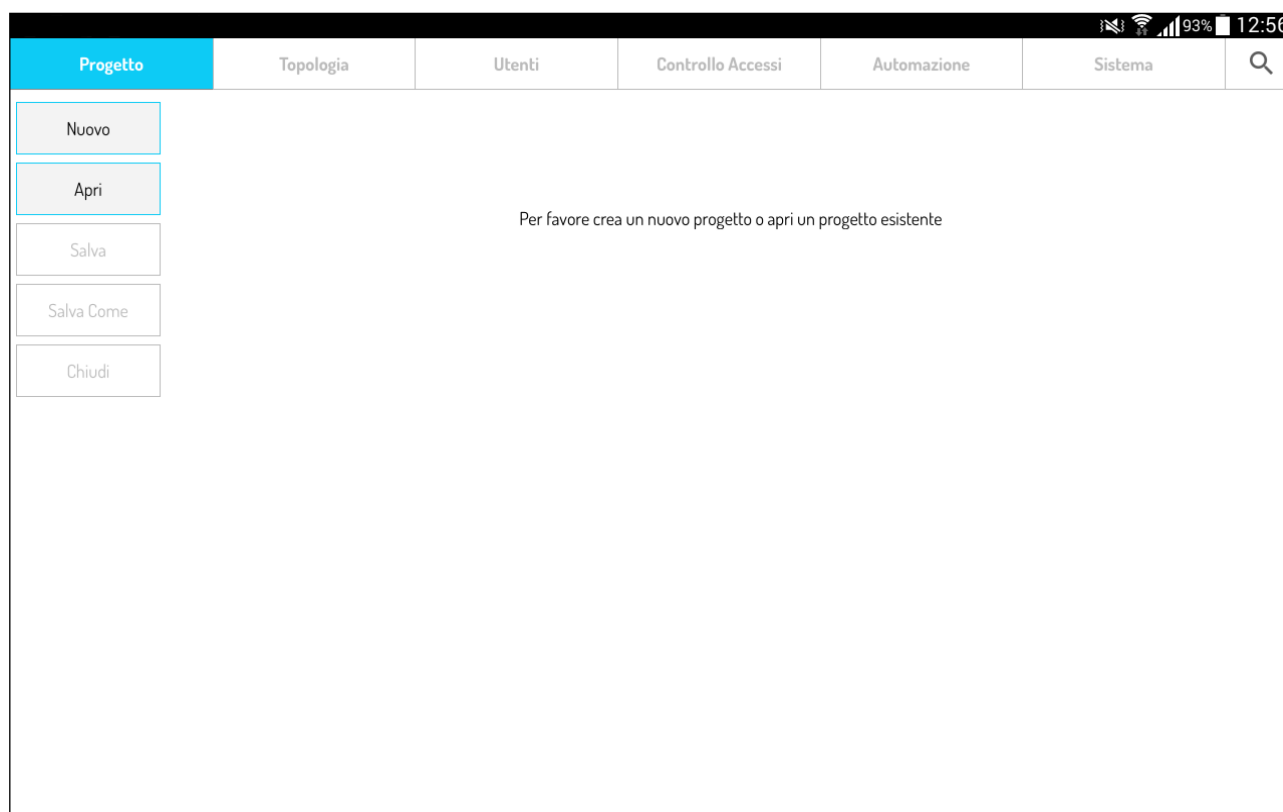 93% 12:56
Progetto Topologia Utenti Controllo Accessi Automazione Sistema
Nuovo
Apri
Per favore crea un nuovo progetto o apri un progetto esistente
Salva
Salva Come
Chiudi